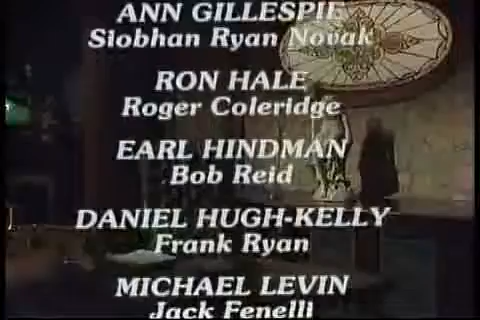 ANN GILLESPIE
Siobhan Ryan Novak
RON HALE
Roger Coleridge
EARL HINDMAN
Bob Reid
DANIEL HUGH-KELLY
Frank Ryan
MICHAEL LEVIN
Jack Fenelli